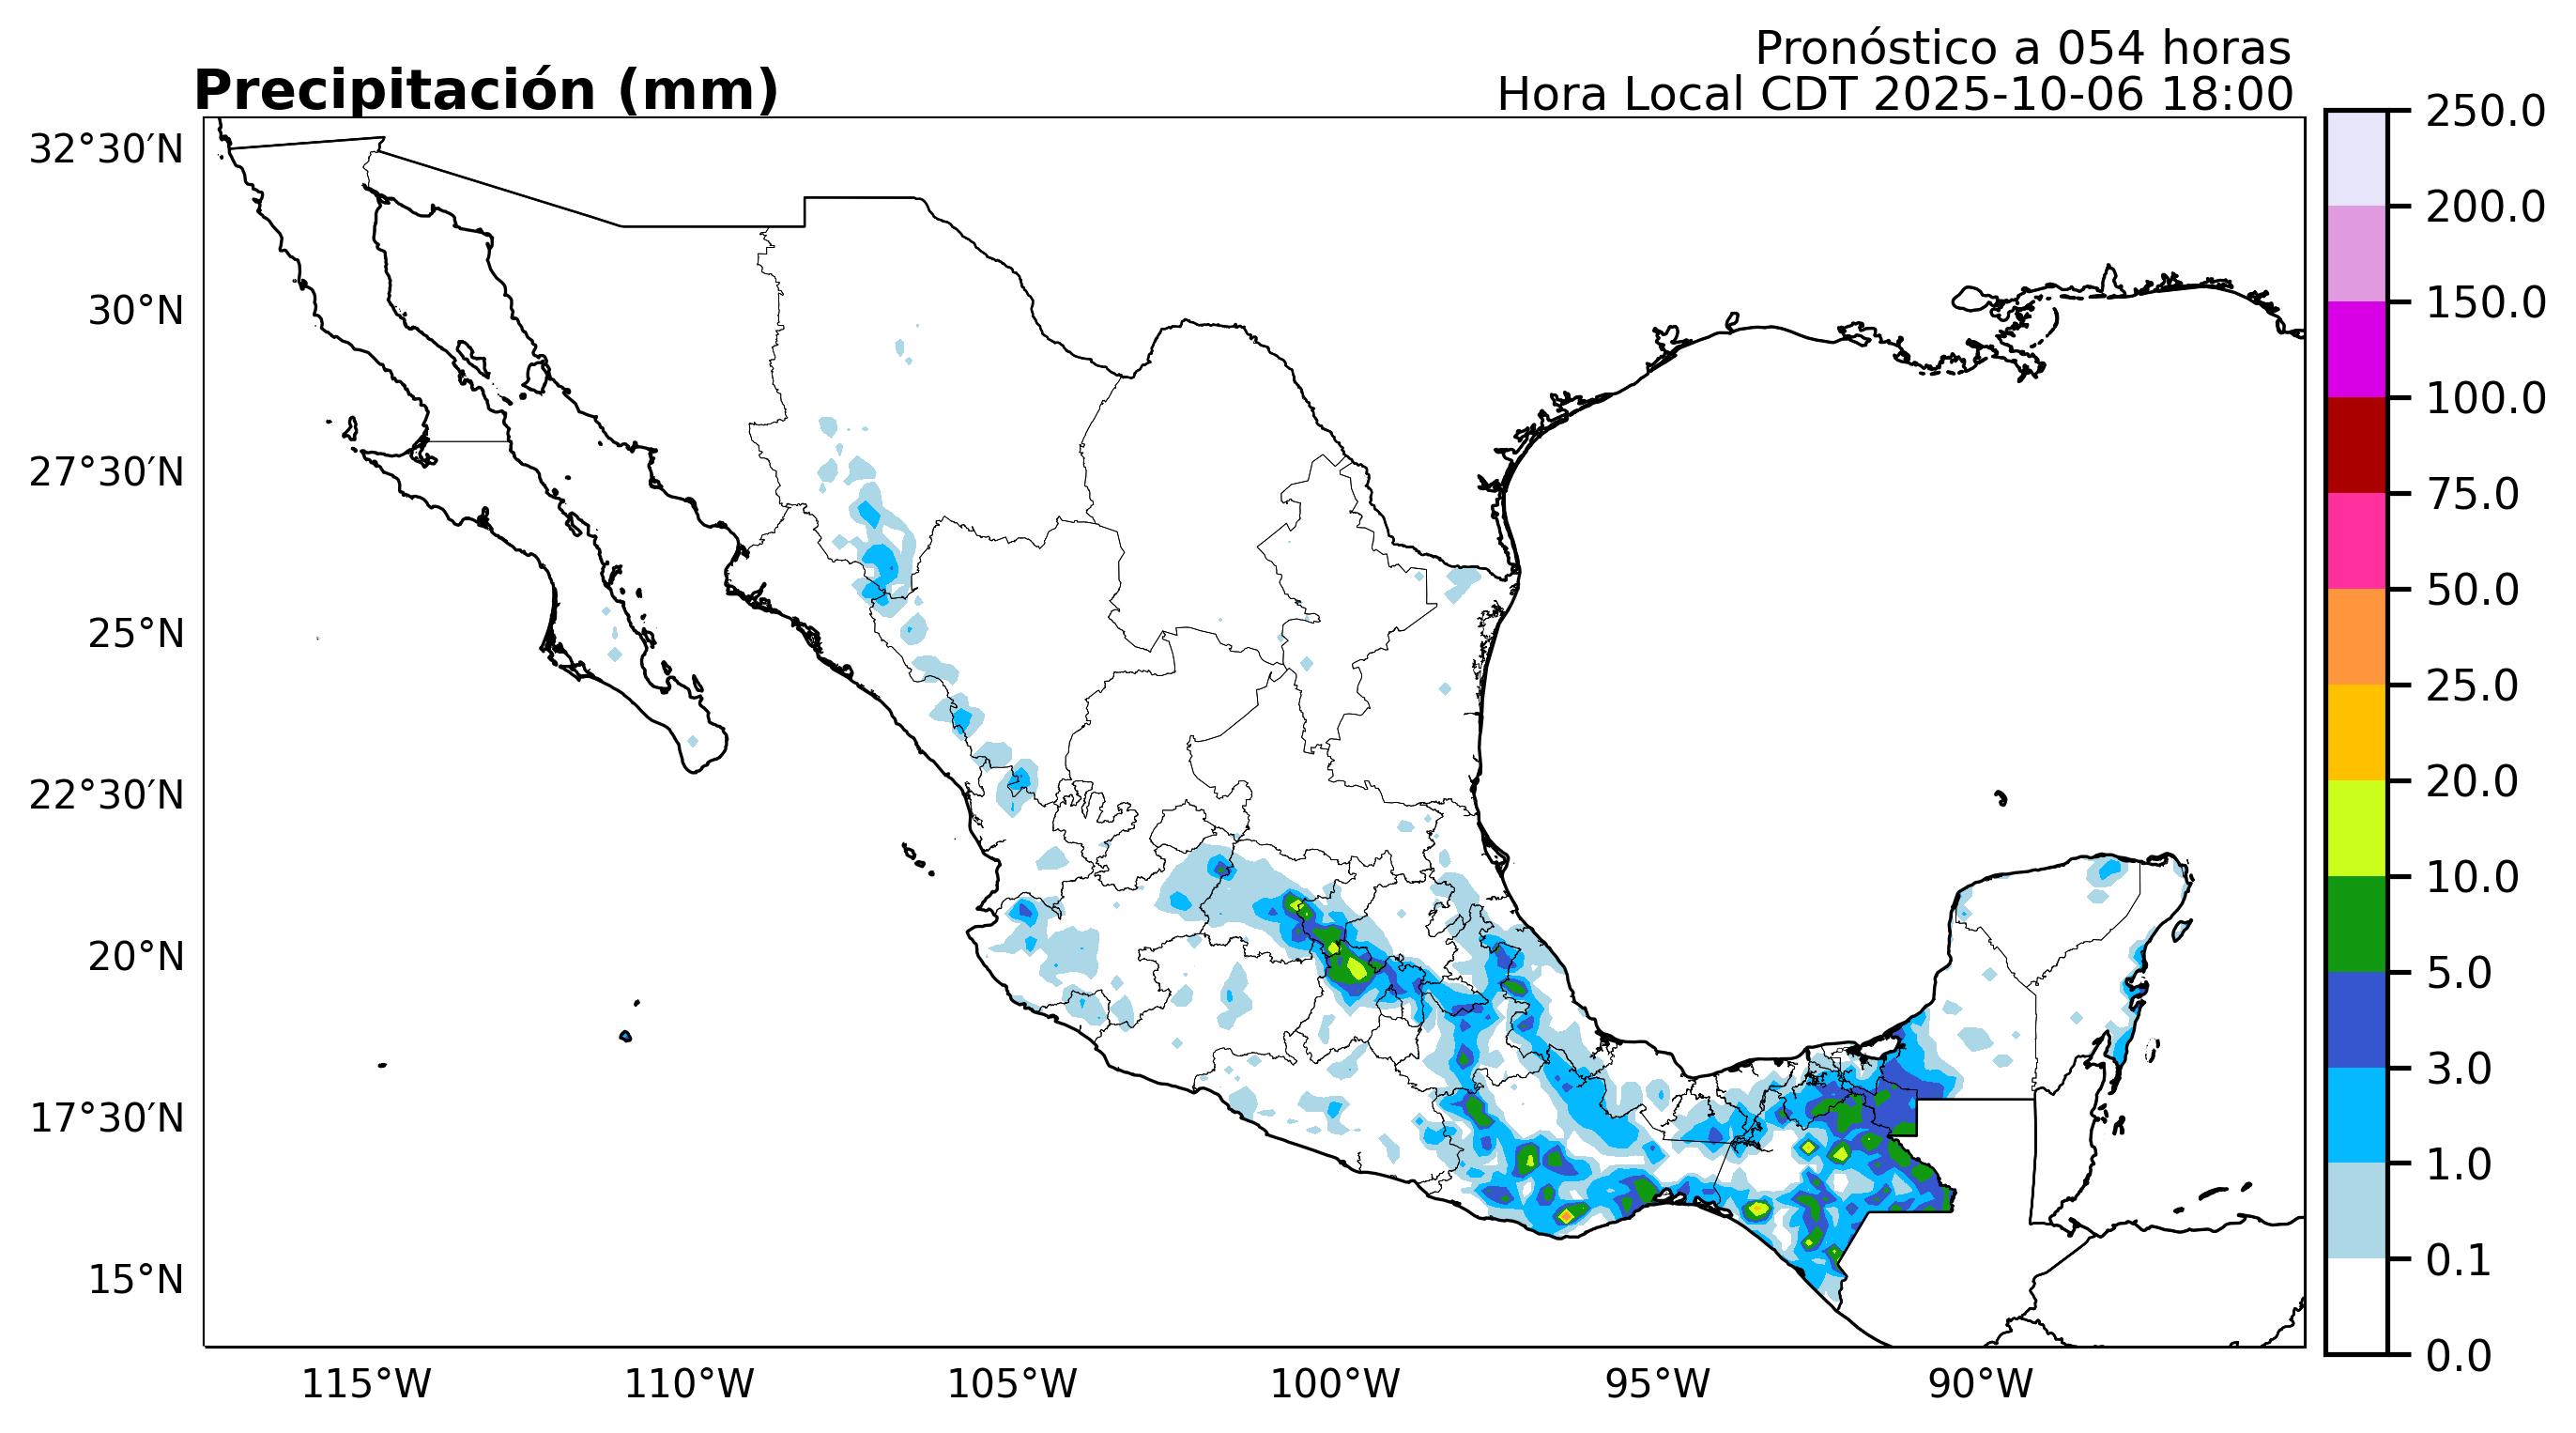 Pronóstico a 054 horas
Precipitación (mm)
Hora Local CDT 2025-10-06 18:00
32°30′N
30°N
27°30′N
25°N
22°30′N
20°N
17°30′N
15°N
115°W
110°W
105°W
100°W
95°W
90°W
250.0
200.0
150.0
100.0
75.0
50.0
25.0
20.0
10.0
5.0
3.0
1.0
0.1
0.0